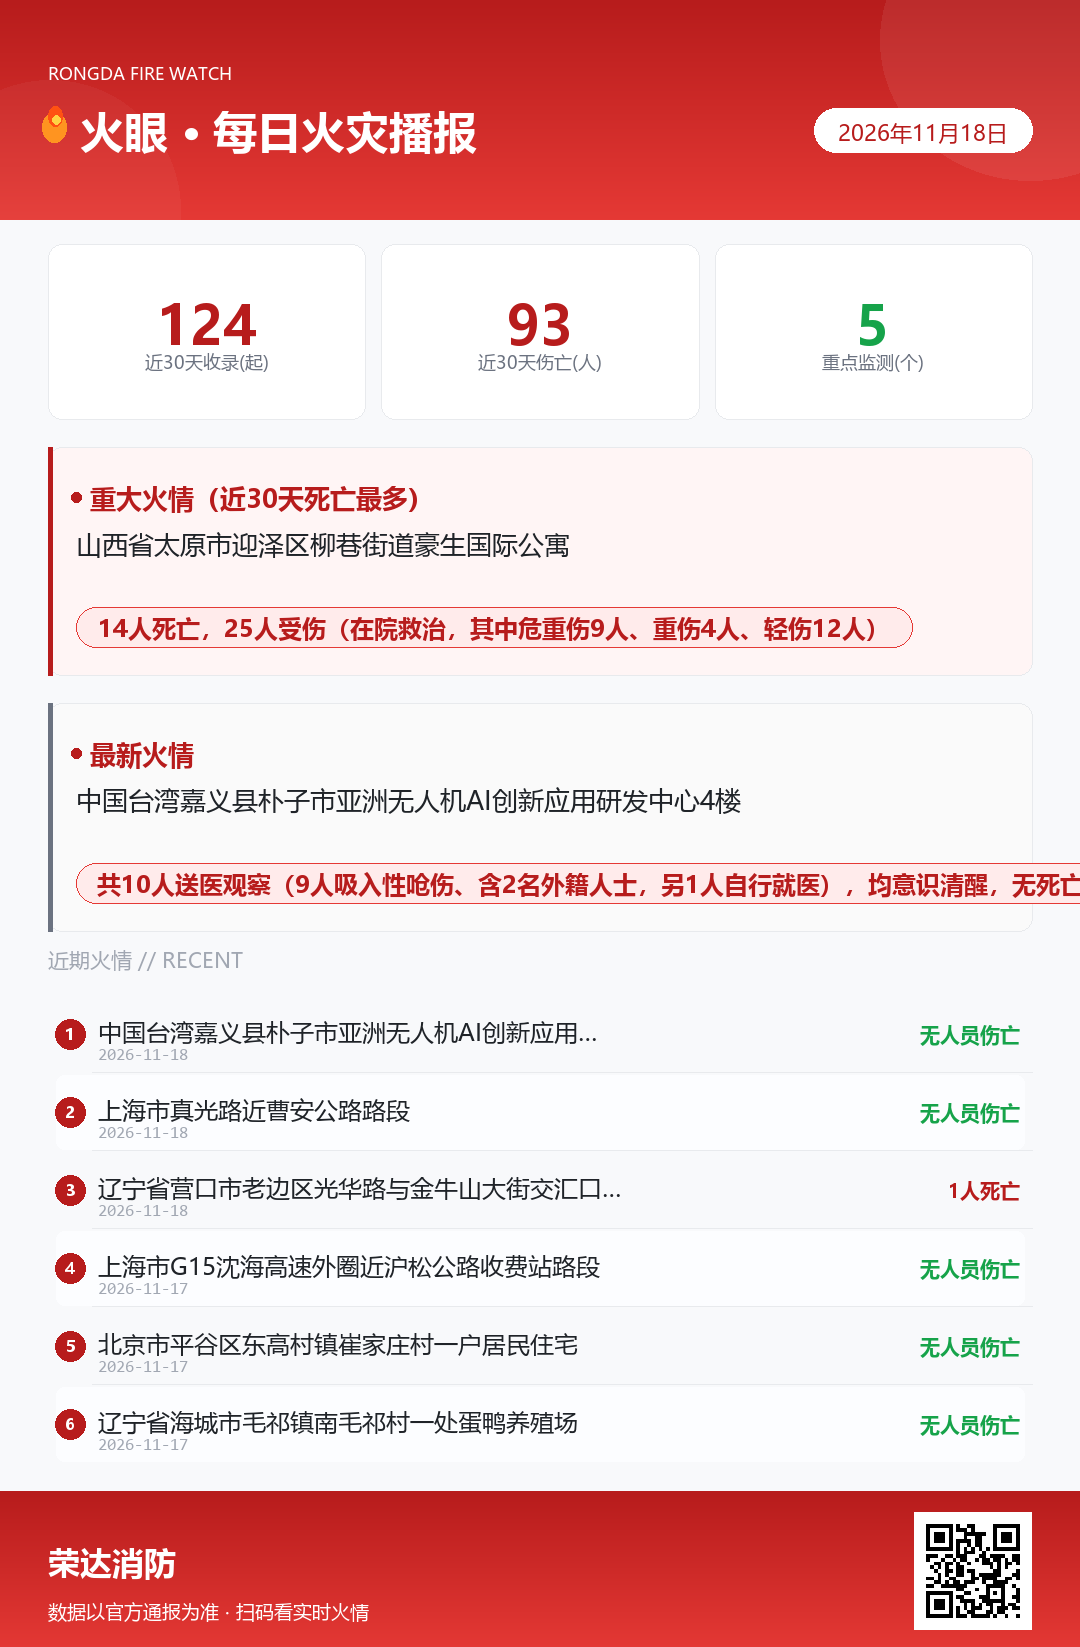 RONGDA FIRE WATCH
火眼·每日火灾播报
2026年11月18日
124
近30天收录(起)
93
近30天伤亡(人)
5
重点监测(个)
重大火情（近30天死亡最多）
山西省太原市迎泽区柳巷街道豪生国际公寓
14人死亡，25人受伤（在院救治，其中危重伤9人、重伤4人、轻伤12人）
最新火情
中国台湾嘉义县朴子市亚洲无人机AI创新应用研发中心4楼
共10人送医观察（9人吸入性呛伤、含2名外籍人士，另1人自行就医），均意识清醒，无死亡
近期火情 // RECENT
1 中国台湾嘉义县朴子市亚洲无人机AI创新应用... 无人员伤亡
2026-11-18
2 上海市真光路近曹安公路路段 无人员伤亡
2026-11-18
3 辽宁省营口市老边区光华路与金牛山大街交汇口... 1人死亡
2026-11-18
4 上海市G15沈海高速外圈近沪松公路收费站路段 无人员伤亡
2026-11-17
5 北京市平谷区东高村镇崔家庄村一户居民住宅 无人员伤亡
2026-11-17
6 辽宁省海城市毛祁镇南毛祁村一处蛋鸭养殖场 无人员伤亡
2026-11-17
荣达消防
数据以官方通报为准 · 扫码看实时火情